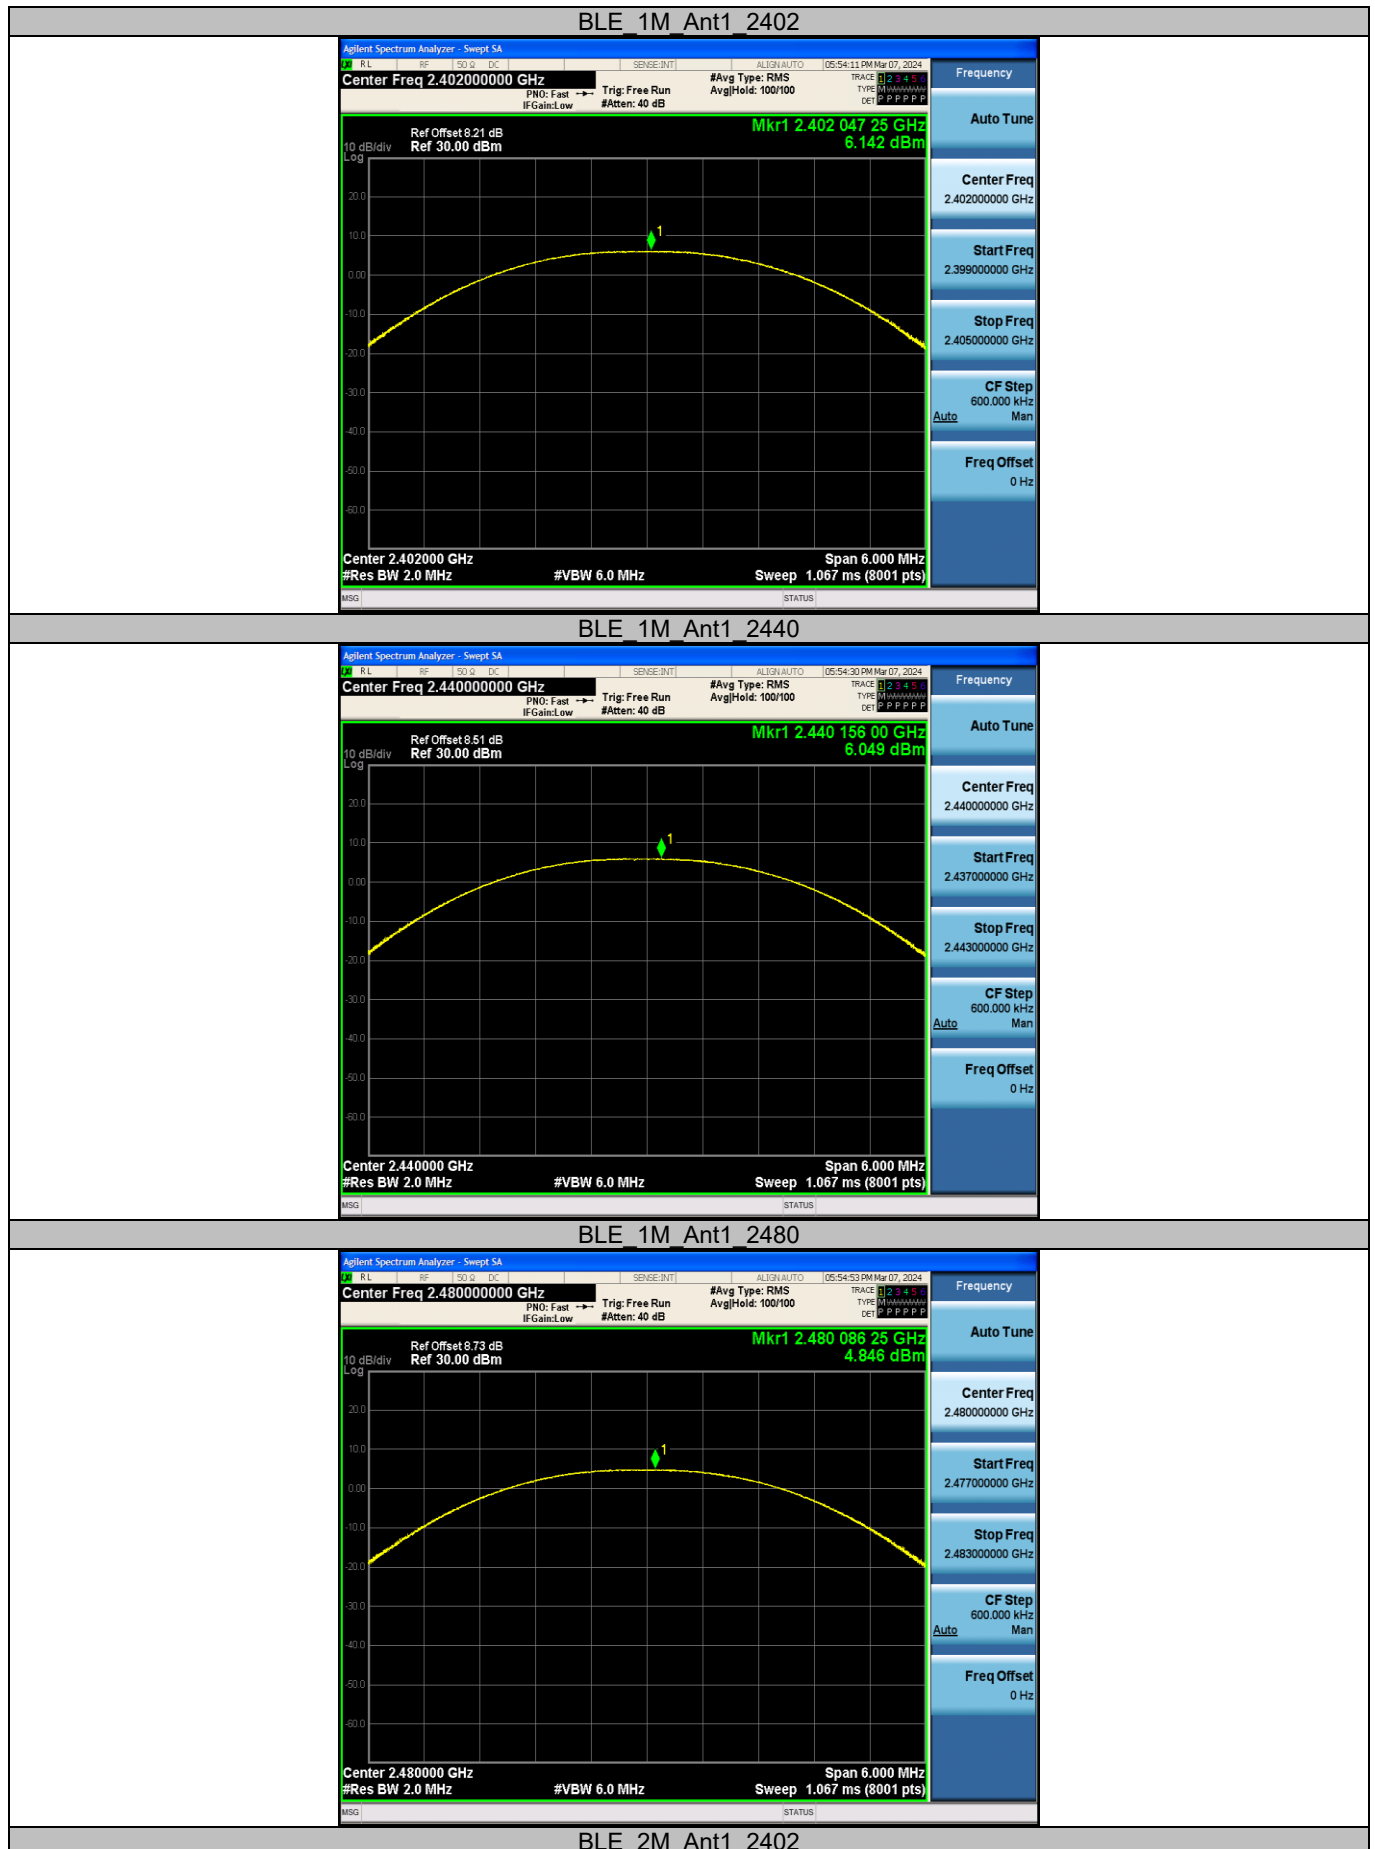 BLE_1M_Ant1_2402
Agilent Spectrum Analyzer - Swept SA
RL RF 50 Ω DC SENSE:INT ALIGN AUTO 05:54:11 PM Mar 07, 2024
Center Freq 2.402000000 GHz
PNO: Fast
IFGain:Low
Trig: Free Run
#Atten: 40 dB
#Avg Type: RMS
Avg|Hold: 100/100
TRACE 1 2 3 4 5 6
TYPE M
DET P P P P P P
Frequency
Auto Tune
Mkr1 2.402 047 25 GHz
6.142 dBm
Ref Offset 8.21 dB
10 dB/div Ref 30.00 dBm
Log
20.0
10.0
0.00
-10.0
-20.0
-30.0
-40.0
-50.0
-60.0
1
Center Freq
2.402000000 GHz
Start Freq
2.399000000 GHz
Stop Freq
2.405000000 GHz
CF Step
600.000 kHz
Auto Man
Freq Offset
0 Hz
Center 2.402000 GHz Span 6.000 MHz
#Res BW 2.0 MHz #VBW 6.0 MHz Sweep 1.067 ms (8001 pts)
MSG STATUS
BLE_1M_Ant1_2440
Agilent Spectrum Analyzer - Swept SA
RL RF 50 Ω DC SENSE:INT ALIGN AUTO 05:54:30 PM Mar 07, 2024
Center Freq 2.440000000 GHz
PNO: Fast
IFGain:Low
Trig: Free Run
#Atten: 40 dB
#Avg Type: RMS
Avg|Hold: 100/100
TRACE 1 2 3 4 5 6
TYPE M
DET P P P P P P
Frequency
Auto Tune
Mkr1 2.440 156 00 GHz
6.049 dBm
Ref Offset 8.51 dB
10 dB/div Ref 30.00 dBm
Log
20.0
10.0
0.00
-10.0
-20.0
-30.0
-40.0
-50.0
-60.0
1
Center Freq
2.440000000 GHz
Start Freq
2.437000000 GHz
Stop Freq
2.443000000 GHz
CF Step
600.000 kHz
Auto Man
Freq Offset
0 Hz
Center 2.440000 GHz Span 6.000 MHz
#Res BW 2.0 MHz #VBW 6.0 MHz Sweep 1.067 ms (8001 pts)
MSG STATUS
BLE_1M_Ant1_2480
Agilent Spectrum Analyzer - Swept SA
RL RF 50 Ω DC SENSE:INT ALIGN AUTO 05:54:53 PM Mar 07, 2024
Center Freq 2.480000000 GHz
PNO: Fast
IFGain:Low
Trig: Free Run
#Atten: 40 dB
#Avg Type: RMS
Avg|Hold: 100/100
TRACE 1 2 3 4 5 6
TYPE M
DET P P P P P P
Frequency
Auto Tune
Mkr1 2.480 086 25 GHz
4.846 dBm
Ref Offset 8.73 dB
10 dB/div Ref 30.00 dBm
Log
20.0
10.0
0.00
-10.0
-20.0
-30.0
-40.0
-50.0
-60.0
1
Center Freq
2.480000000 GHz
Start Freq
2.477000000 GHz
Stop Freq
2.483000000 GHz
CF Step
600.000 kHz
Auto Man
Freq Offset
0 Hz
Center 2.480000 GHz Span 6.000 MHz
#Res BW 2.0 MHz #VBW 6.0 MHz Sweep 1.067 ms (8001 pts)
MSG STATUS
BLE_2M_Ant1_2402